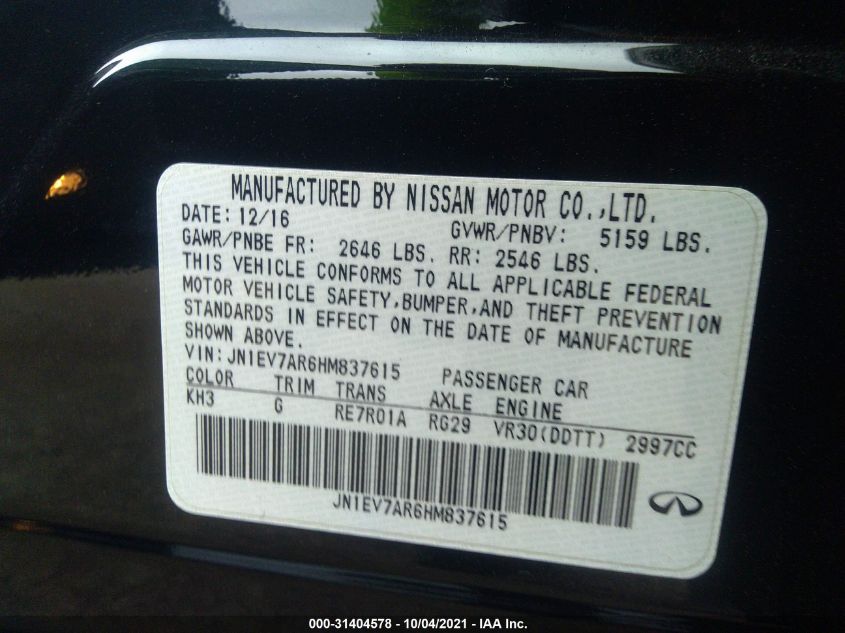 MANUFACTURED BY NISSAN MOTOR CO.,LTD.
DATE: 12/16 GVWR/PNBV: 5159 LBS.
GAWR/PNBE FR: 2646 LBS. RR: 2546 LBS.
THIS VEHICLE CONFORMS TO ALL APPLICABLE FEDERAL
MOTOR VEHICLE SAFETY,BUMPER,AND THEFT PREVENTION
STANDARDS IN EFFECT ON THE DATE OF MANUFACTURE
SHOWN ABOVE.
VIN:JN1EV7AR6HM837615 PASSENGER CAR
COLOR TRIM TRANS AXLE ENGINE
KH3 G RE7R01A RG29 VR30(DDTT) 2997CC
JN1EV7AR6HM837615
000-31404578 - 10/04/2021 - IAA Inc.